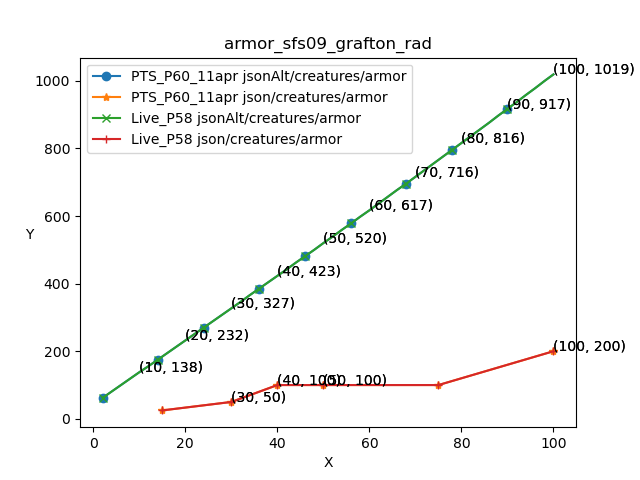 armor_sfs09_grafton_rad
PTS_P60_11apr jsonAlt/creatures/armor
PTS_P60_11apr json/creatures/armor
Live_P58 jsonAlt/creatures/armor
Live_P58 json/creatures/armor
(100, 1019)
(90, 917)
(80, 816)
(70, 716)
(60, 617)
(50, 520)
(40, 423)
(30, 327)
(20, 232)
(10, 138)
(100, 200)
(40, 100)
(50, 100)
(30, 50)
Y
1000
800
600
400
200
0
0 20 40 60 80 100
X